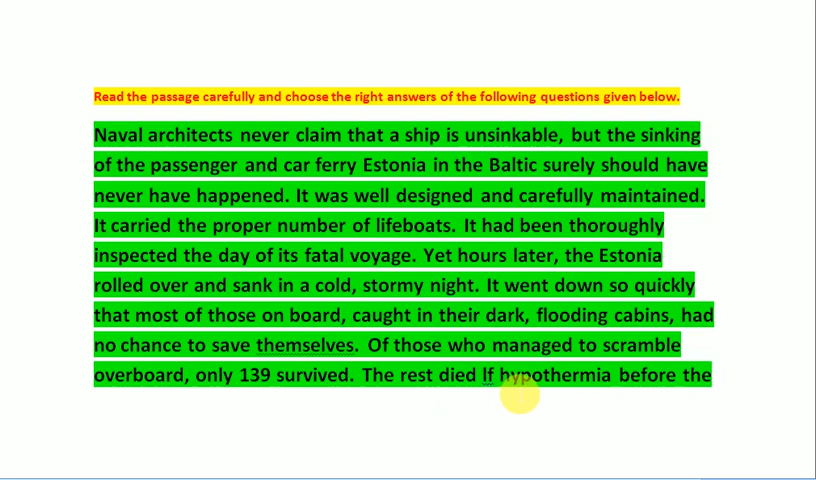 Read the passage carefully and choose the right answers of the following questions given below.
Naval architects never claim that a ship is unsinkable, but the sinking
of the passenger and car ferry Estonia in the Baltic surely should have
never have happened. It was well designed and carefully maintained.
It carried the proper number of lifeboats. It had been thoroughly
inspected the day of its fatal voyage. Yet hours later, the Estonia
rolled over and sank in a cold, stormy night. It went down so quickly
that most of those on board, caught in their dark, flooding cabins, had
no chance to save themselves. Of those who managed to scramble
overboard, only 139 survived. The rest died lf hypothermia before the